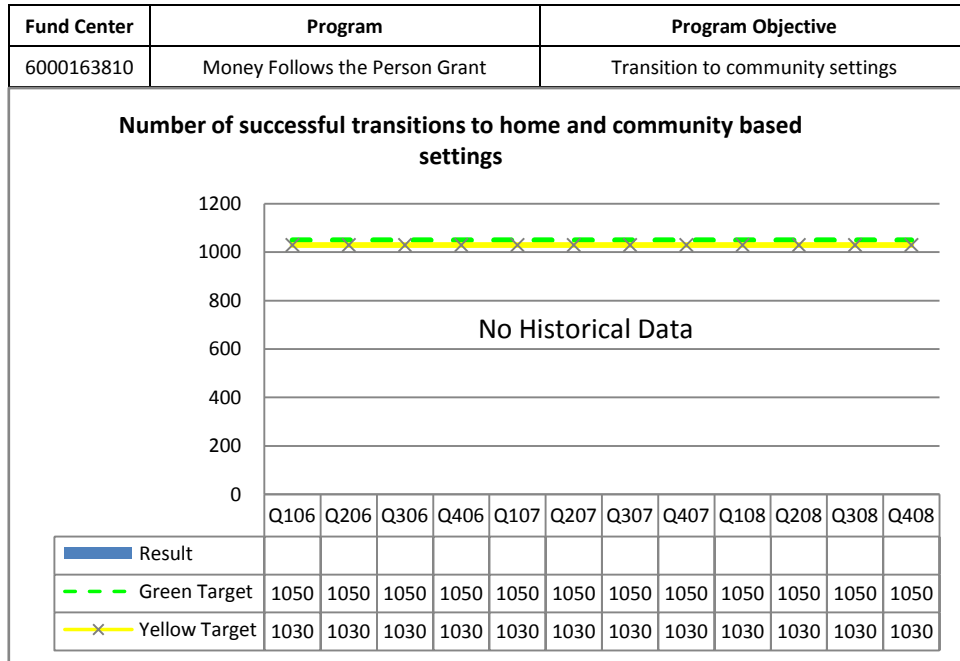 Fund Center Program Program Objective
6000163810 Money Follows the Person Grant Transition to community settings
Number of successful transitions to home and community based
settings
1200
1000
800
600
400
200
0
No Historical Data
Q106 Q206 Q306 Q406 Q107 Q207 Q307 Q407 Q108 Q208 Q308 Q408
Result
Green Target 1050 1050 1050 1050 1050 1050 1050 1050 1050 1050 1050 1050
Yellow Target 1030 1030 1030 1030 1030 1030 1030 1030 1030 1030 1030 1030